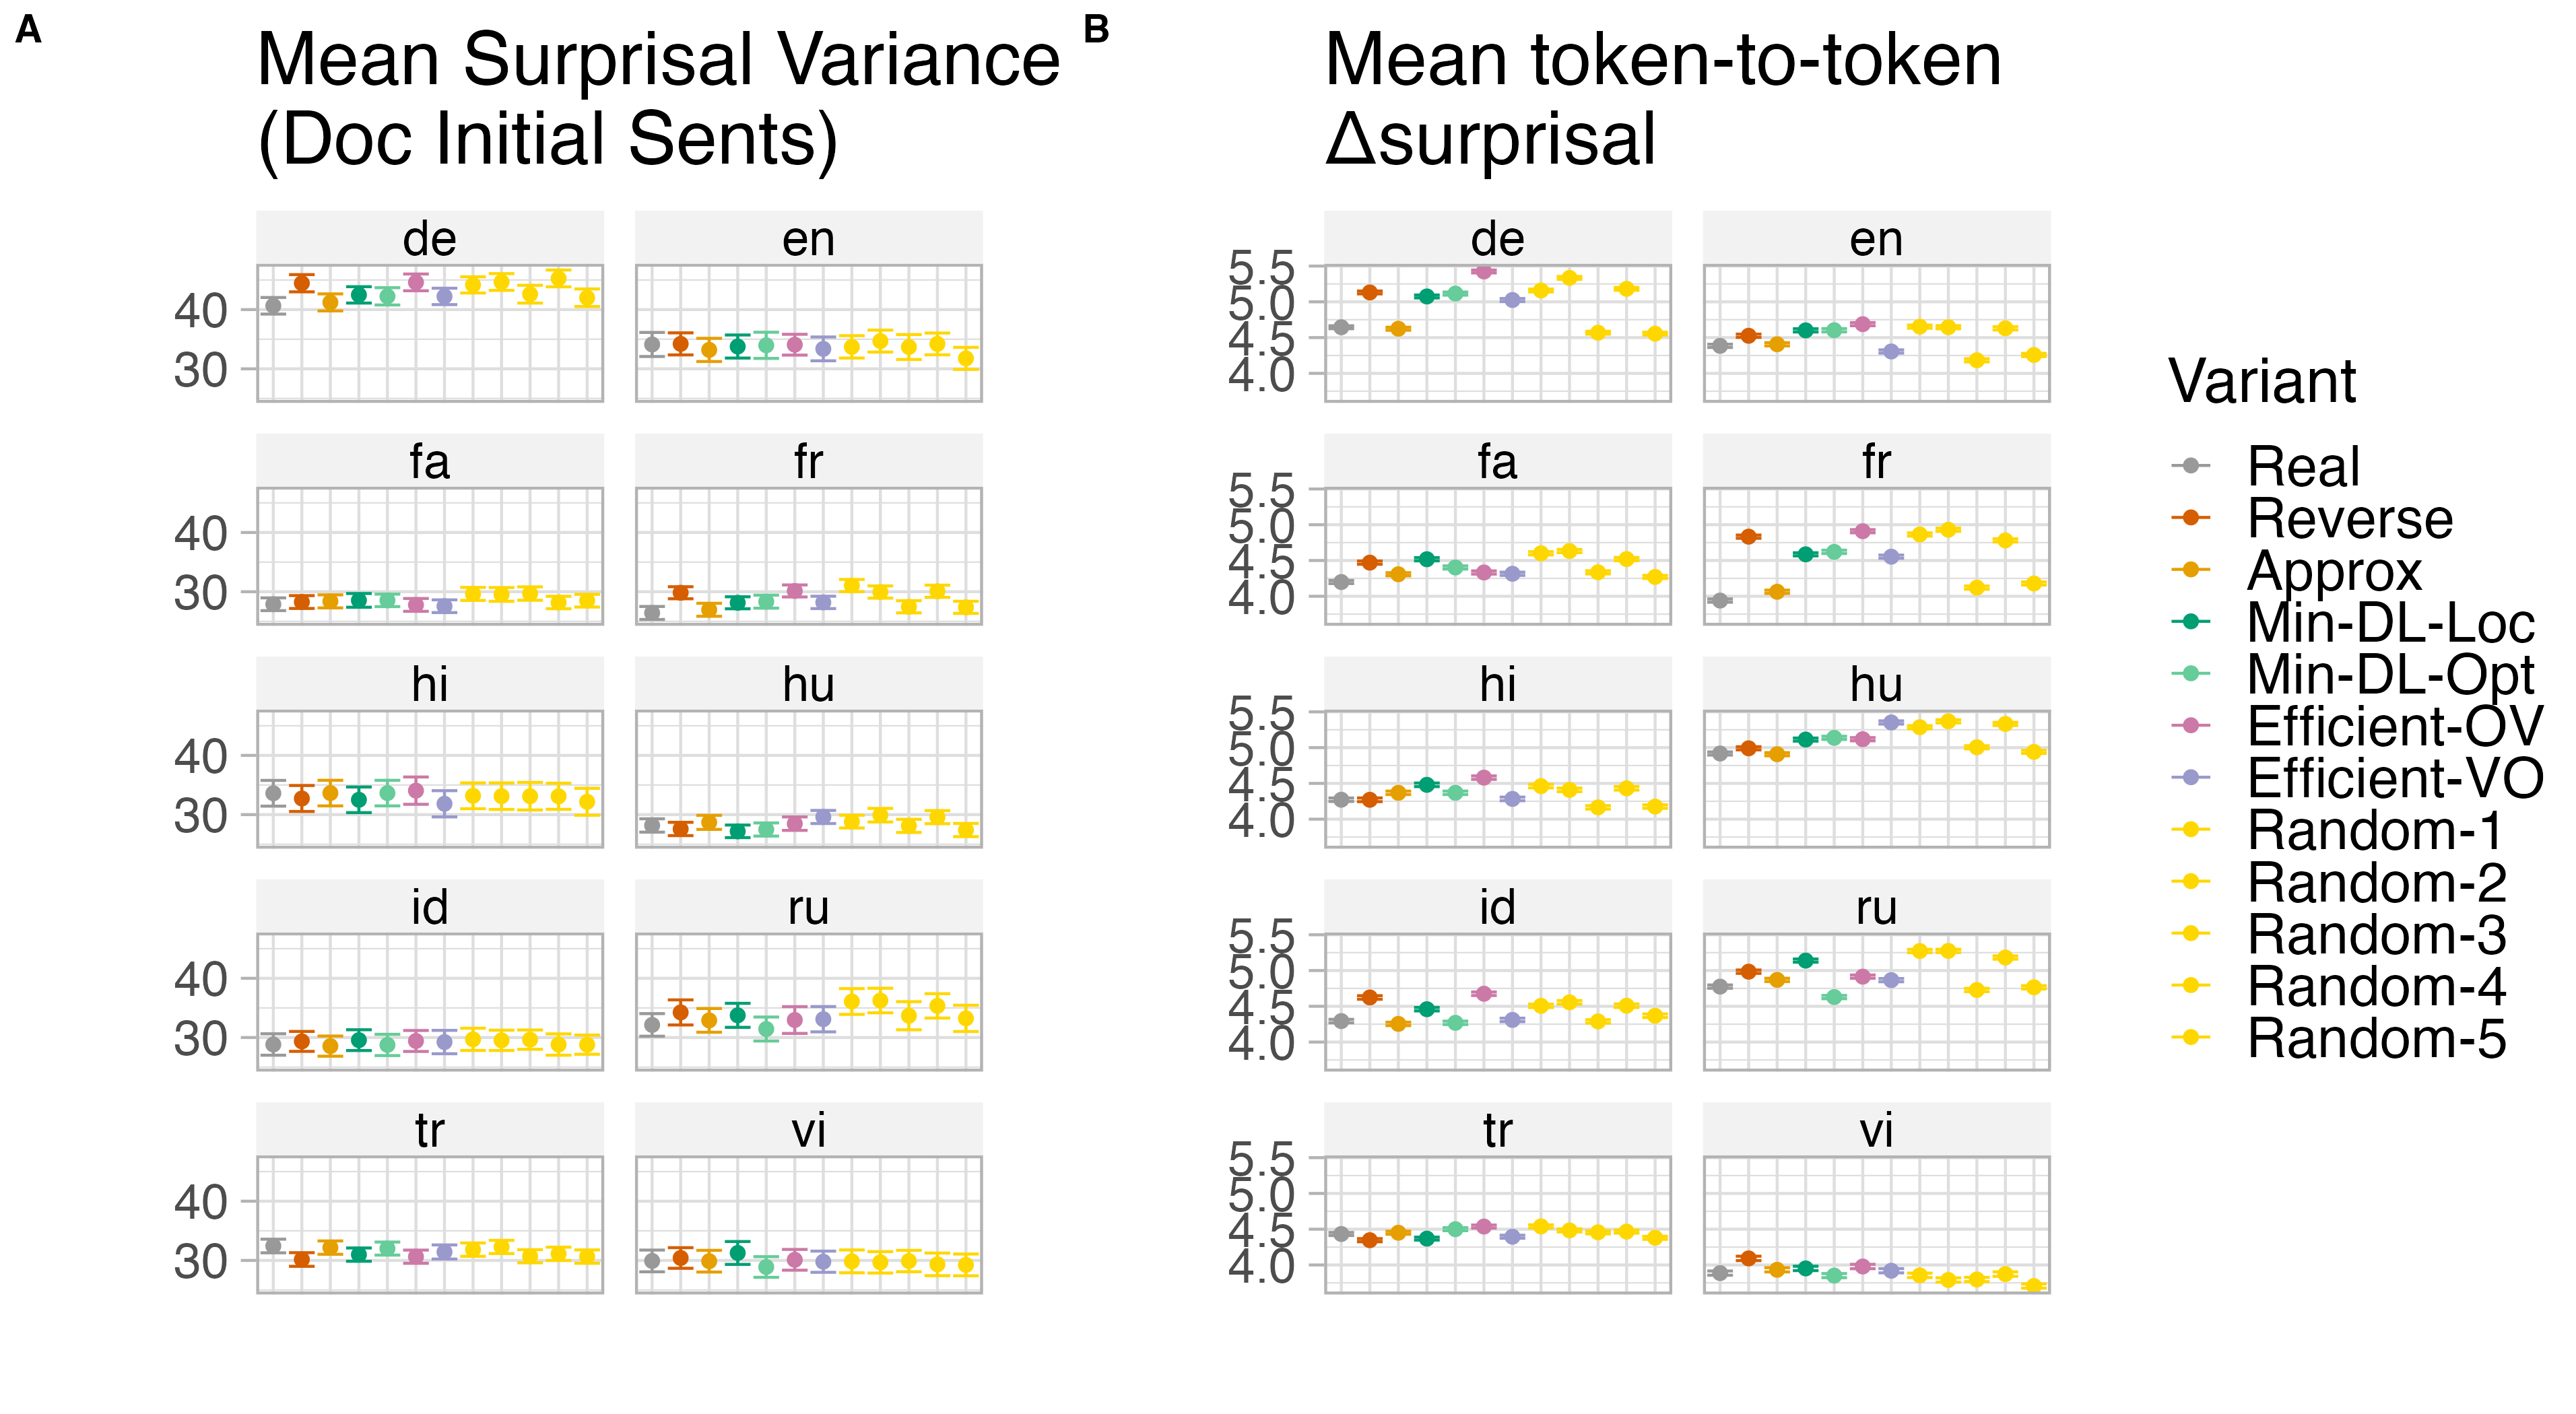 A
Mean Surprisal Variance
(Doc Initial Sents)
de
en
40
30
fa
fr
40
30
hi
hu
40
30
id
ru
40
30
tr
vi
40
30
B
Mean token-to-token
Δsurprisal
de
en
5.5
5.0
4.5
4.0
fa
fr
5.5
5.0
4.5
4.0
hi
hu
5.5
5.0
4.5
4.0
id
ru
5.5
5.0
4.5
4.0
tr
vi
5.5
5.0
4.5
4.0
Variant
Real
Reverse
Approx
Min-DL-Loc
Min-DL-Opt
Efficient-OV
Efficient-VO
Random-1
Random-2
Random-3
Random-4
Random-5